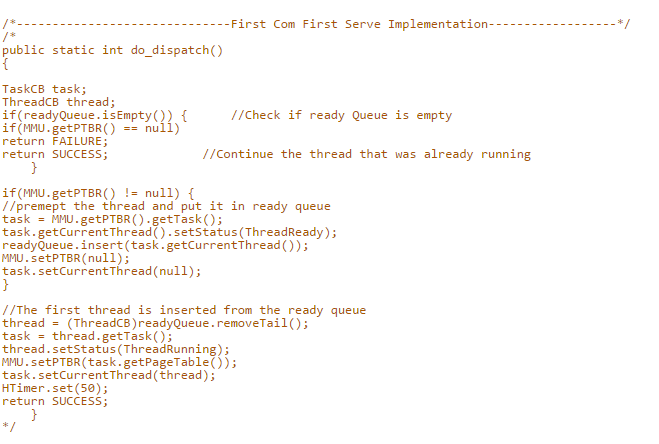 /*------------------------------First Com First Serve Implementation------------------*/
/*
public static int do_dispatch()
{
TaskCB task;
ThreadCB thread;
if(readyQueue.isEmpty()) {      //Check if ready Queue is empty
if(MMU.getPTBR() == null)
return FAILURE;
return SUCCESS;             //Continue the thread that was already running
    }
if(MMU.getPTBR() != null) {
//prempt the thread and put it in ready queue
task = MMU.getPTBR().getTask();
task.getCurrentThread().setStatus(ThreadReady);
readyQueue.insert(task.getCurrentThread());
MMU.setPTBR(null);
task.setCurrentThread(null);
}
//The first thread is inserted from the ready queue
thread = (ThreadCB)readyQueue.removeTail();
task = thread.getTask();
thread.setStatus(ThreadRunning);
MMU.setPTBR(task.getPageTable());
task.setCurrentThread(thread);
HTimer.set(50);
return SUCCESS;
    }
*/